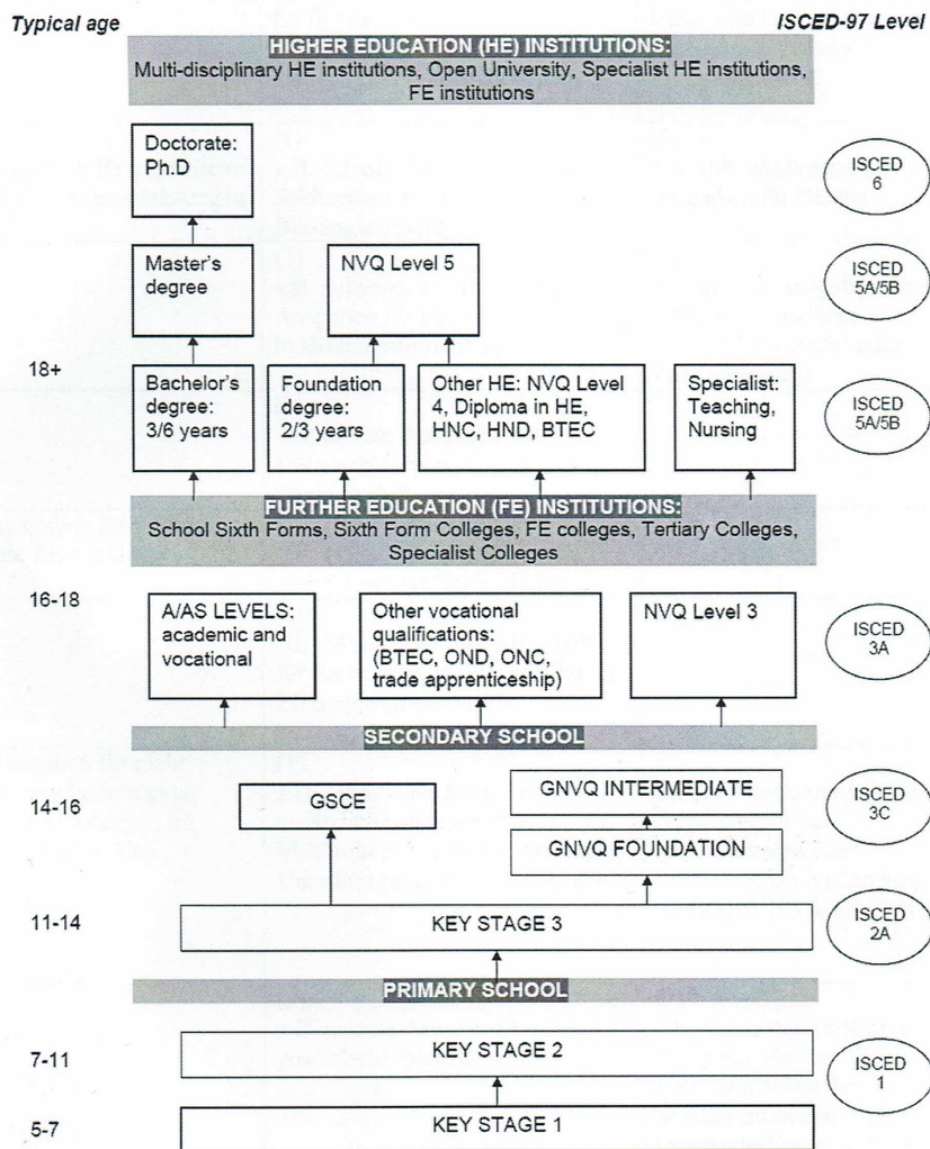 Typical age
ISCED-97 Level
HIGHER EDUCATION (HE) INSTITUTIONS:
Multi-disciplinary HE institutions, Open University, Specialist HE institutions,
FE institutions
Doctorate:
Ph.D
ISCED
6
Master's
degree
NVQ Level 5
ISCED
5A/5B
18+
Bachelor's
degree:
3/6 years
Foundation
degree:
2/3 years
Other HE: NVQ Level
4, Diploma in HE,
HNC, HND, BTEC
Specialist:
Teaching,
Nursing
ISCED
5A/5B
FURTHER EDUCATION (FE) INSTITUTIONS:
School Sixth Forms, Sixth Form Colleges, FE colleges, Tertiary Colleges,
Specialist Colleges
16-18
A/AS LEVELS:
academic and
vocational
Other vocational
qualifications:
(BTEC, OND, ONC,
trade apprenticeship)
NVQ Level 3
ISCED
3A
SECONDARY SCHOOL
14-16
GSCE
GNVQ INTERMEDIATE
GNVQ FOUNDATION
ISCED
3C
11-14
KEY STAGE 3
ISCED
2A
PRIMARY SCHOOL
7-11
KEY STAGE 2
ISCED
1
5-7
KEY STAGE 1